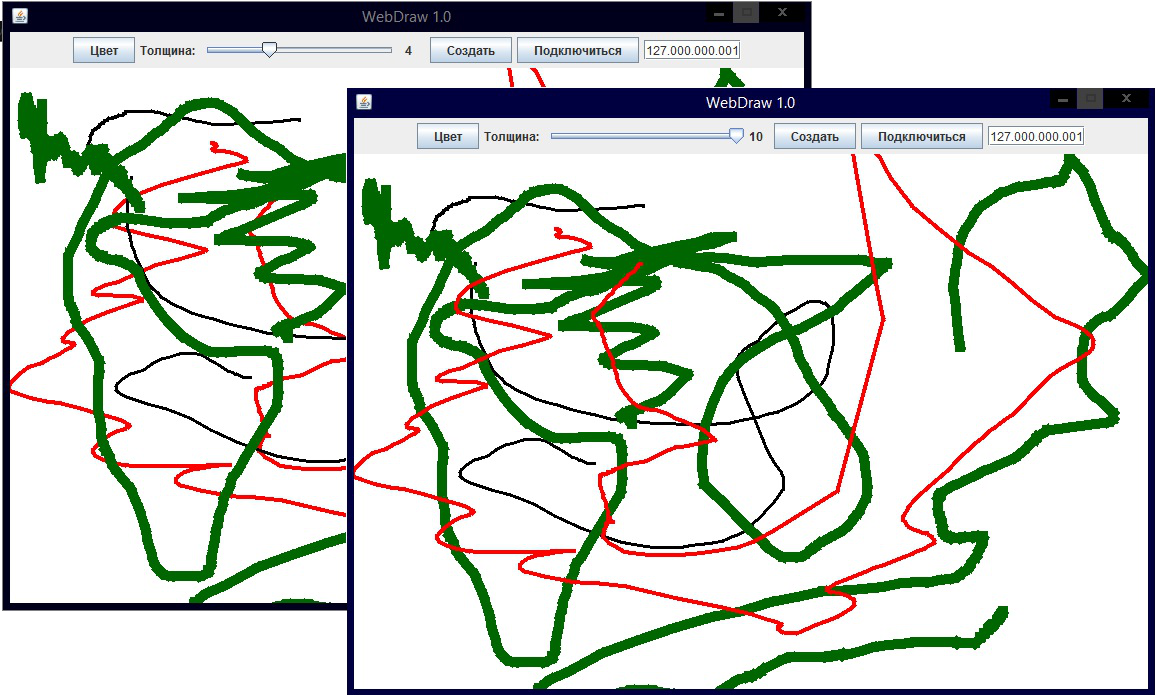 WebDraw 1.0
Цвет Толщина: 4 Создать Подключиться 127.000.000.001
WebDraw 1.0
Цвет Толщина: 10 Создать Подключиться 127.000.000.001